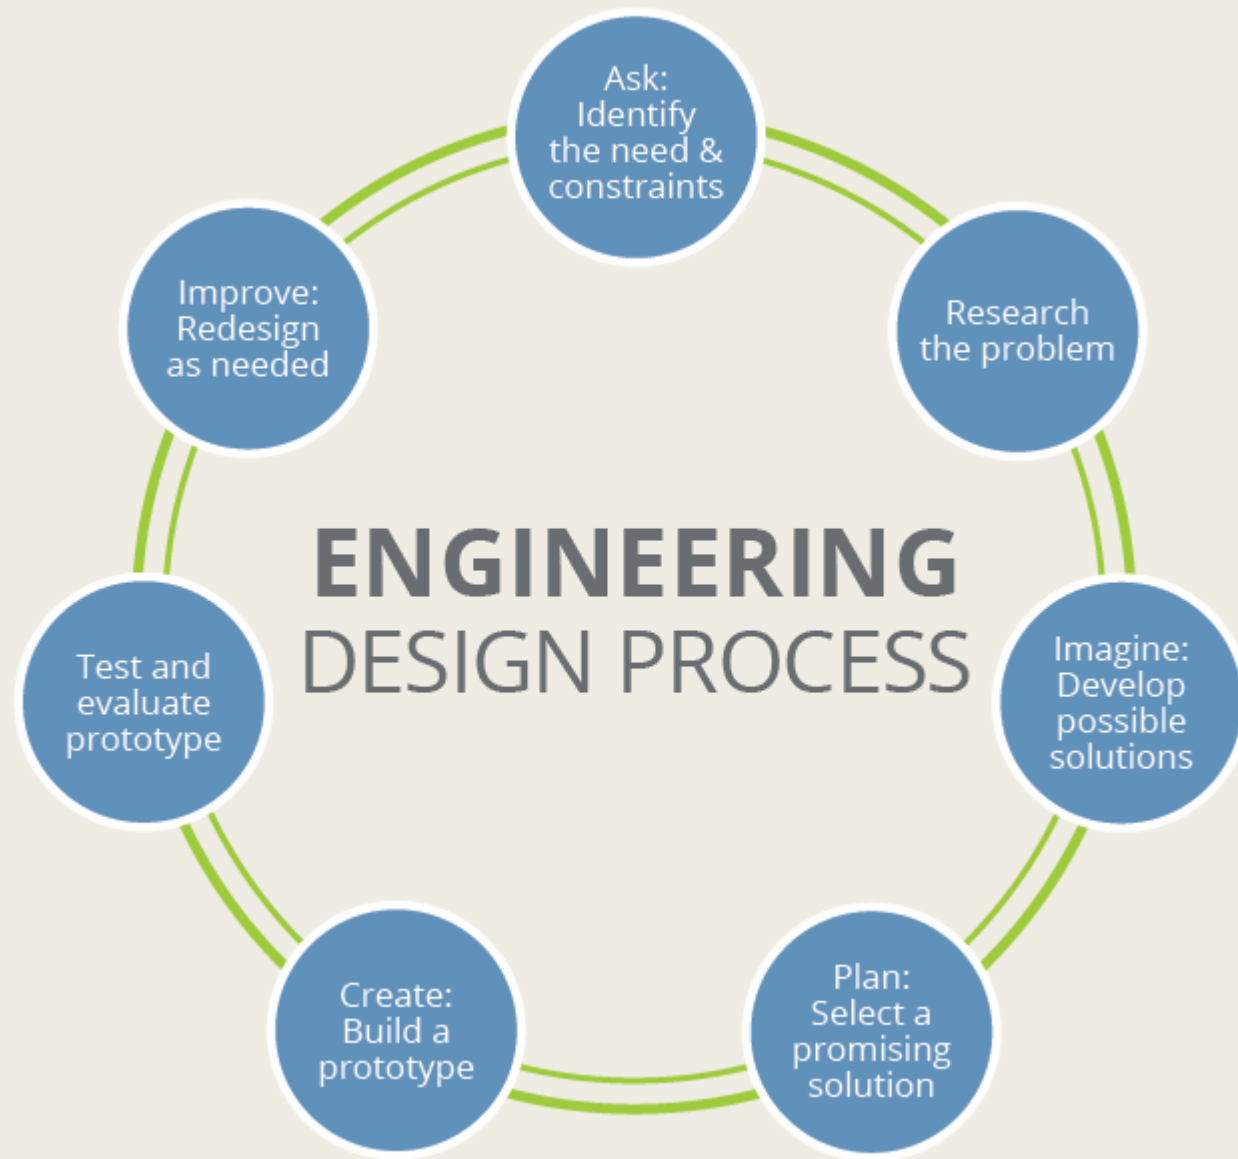 ENGINEERING
DESIGN PROCESS
Ask:
Identify
the need &
constraints
Research
the problem
Imagine:
Develop
possible
solutions
Plan:
Select a
promising
solution
Create:
Build a
prototype
Test and
evaluate
prototype
Improve:
Redesign
as needed